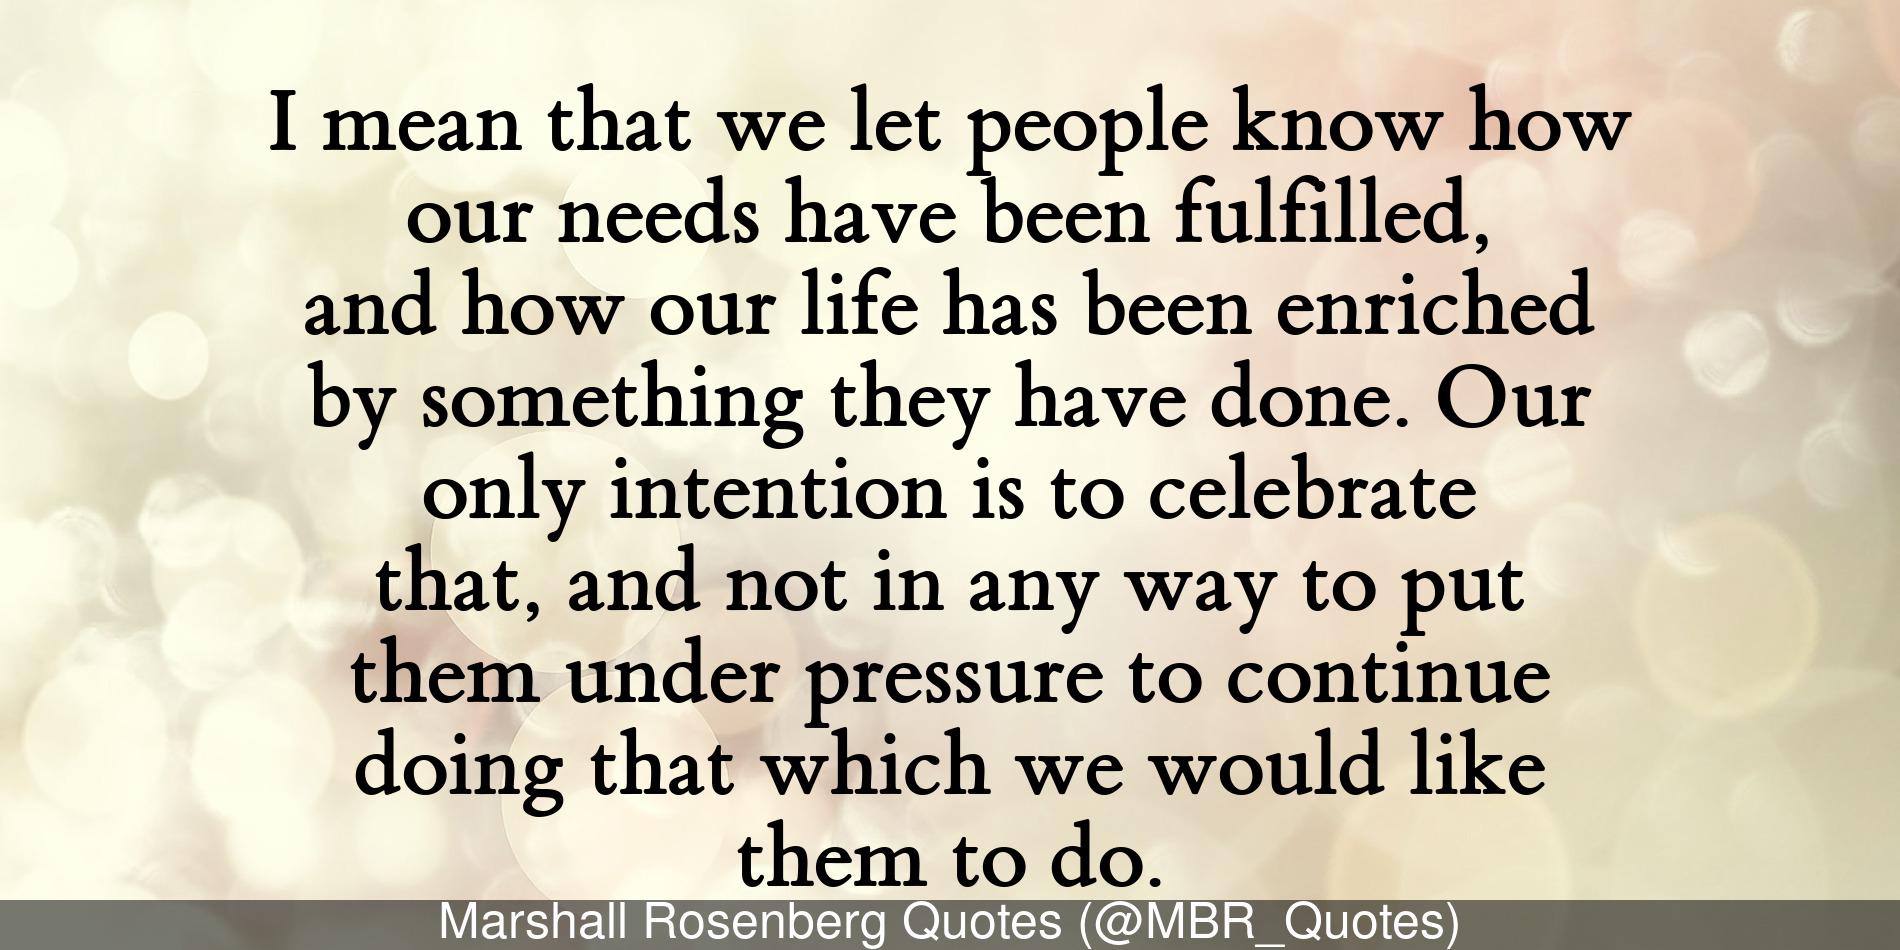 I mean that we let people know how
our needs have been fulfilled,
and how our life has been enriched
by something they have done. Our
only intention is to celebrate
that, and not in any way to put
them under pressure to continue
doing that which we would like
them to do.
Marshall Rosenberg Quotes (@MBR_Quotes)